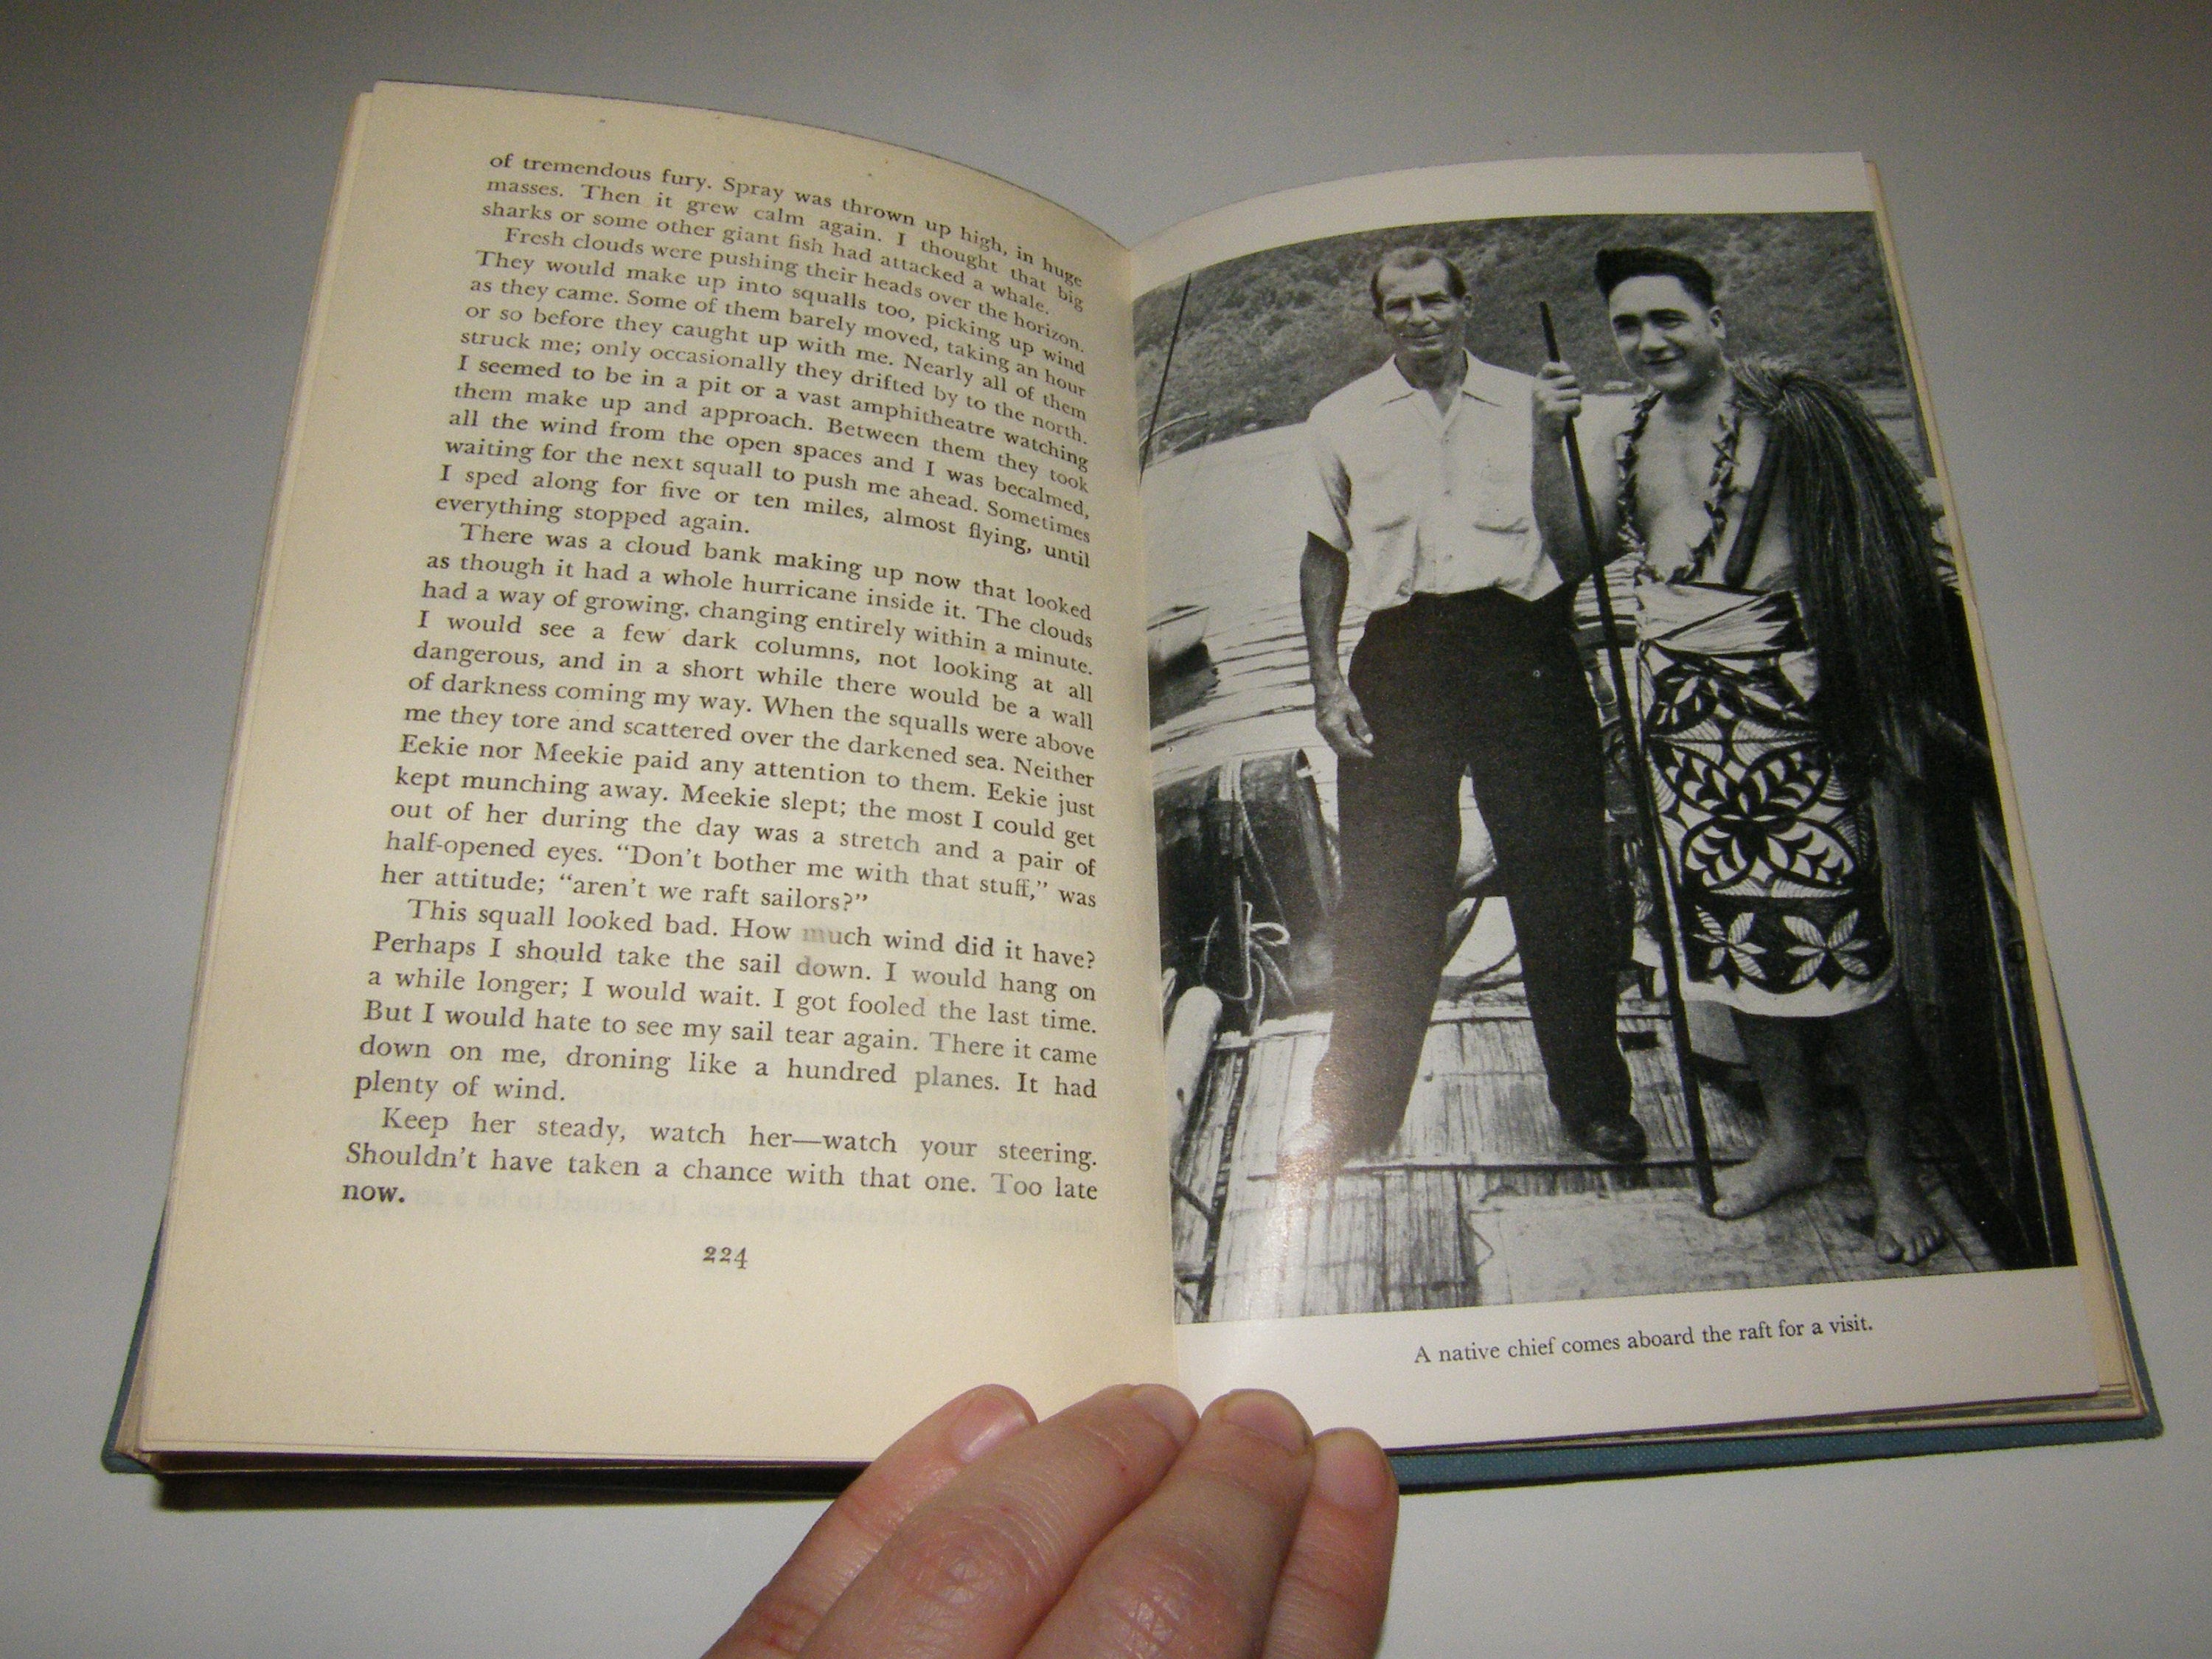 of tremendous fury. Spray was thrown up high, in huge
masses. Then it grew calm again. I thought that big
sharks or some other giant fish had attacked a whale.
Fresh clouds were pushing their heads over the horizon.
They would make up into squalls too, picking up wind
as they came. Some of them barely moved, taking an hour
or so before they caught up with me. Nearly all of them
struck me; only occasionally they drifted by to the north.
I seemed to be in a pit or a vast amphitheatre watching
them make up and approach. Between them they took
all the wind from the open spaces and I was becalmed,
waiting for the next squall to push me ahead. Sometimes
I sped along for five or ten miles, almost flying, until
everything stopped again.
There was a cloud bank making up now that looked
as though it had a whole hurricane inside it. The clouds
had a way of growing, changing entirely within a minute.
I would see a few dark columns, not looking at all
dangerous, and in a short while there would be a wall
of darkness coming my way. When the squalls were above
me they tore and scattered over the darkened sea. Neither
Eekie nor Meekie paid any attention to them. Eekie just
kept munching away. Meekie slept; the most I could get
out of her during the day was a stretch and a pair of
half-opened eyes. “Don’t bother me with that stuff,” was
her attitude; “aren’t we raft sailors?”
This squall looked bad. How much wind did it have?
Perhaps I should take the sail down. I would hang on
a while longer; I would wait. I got fooled the last time.
But I would hate to see my sail tear again. There it came
down on me, droning like a hundred planes. It had
plenty of wind.
Keep her steady, watch her—watch your steering.
Shouldn’t have taken a chance with that one. Too late
now.
224
A native chief comes aboard the raft for a visit.